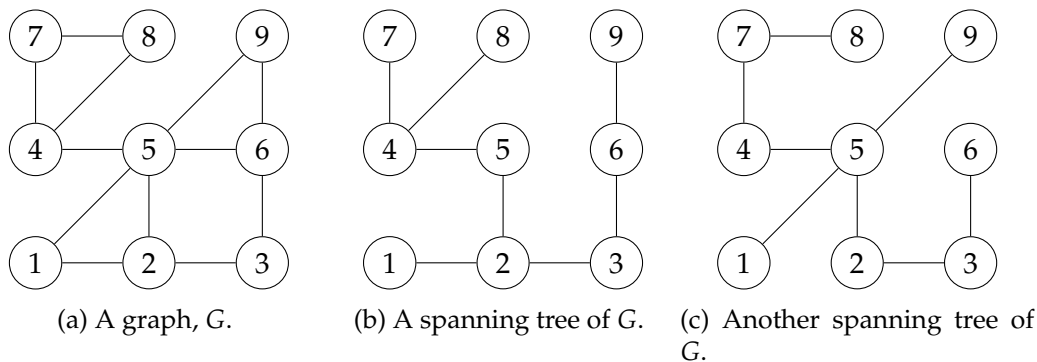 7 8 9 7 8 9 7 8 9
4 5 6 4 5 6 4 5 6
1 2 3 1 2 3 1 2 3
(a) A graph, G. (b) A spanning tree of G. (c) Another spanning tree of
G.